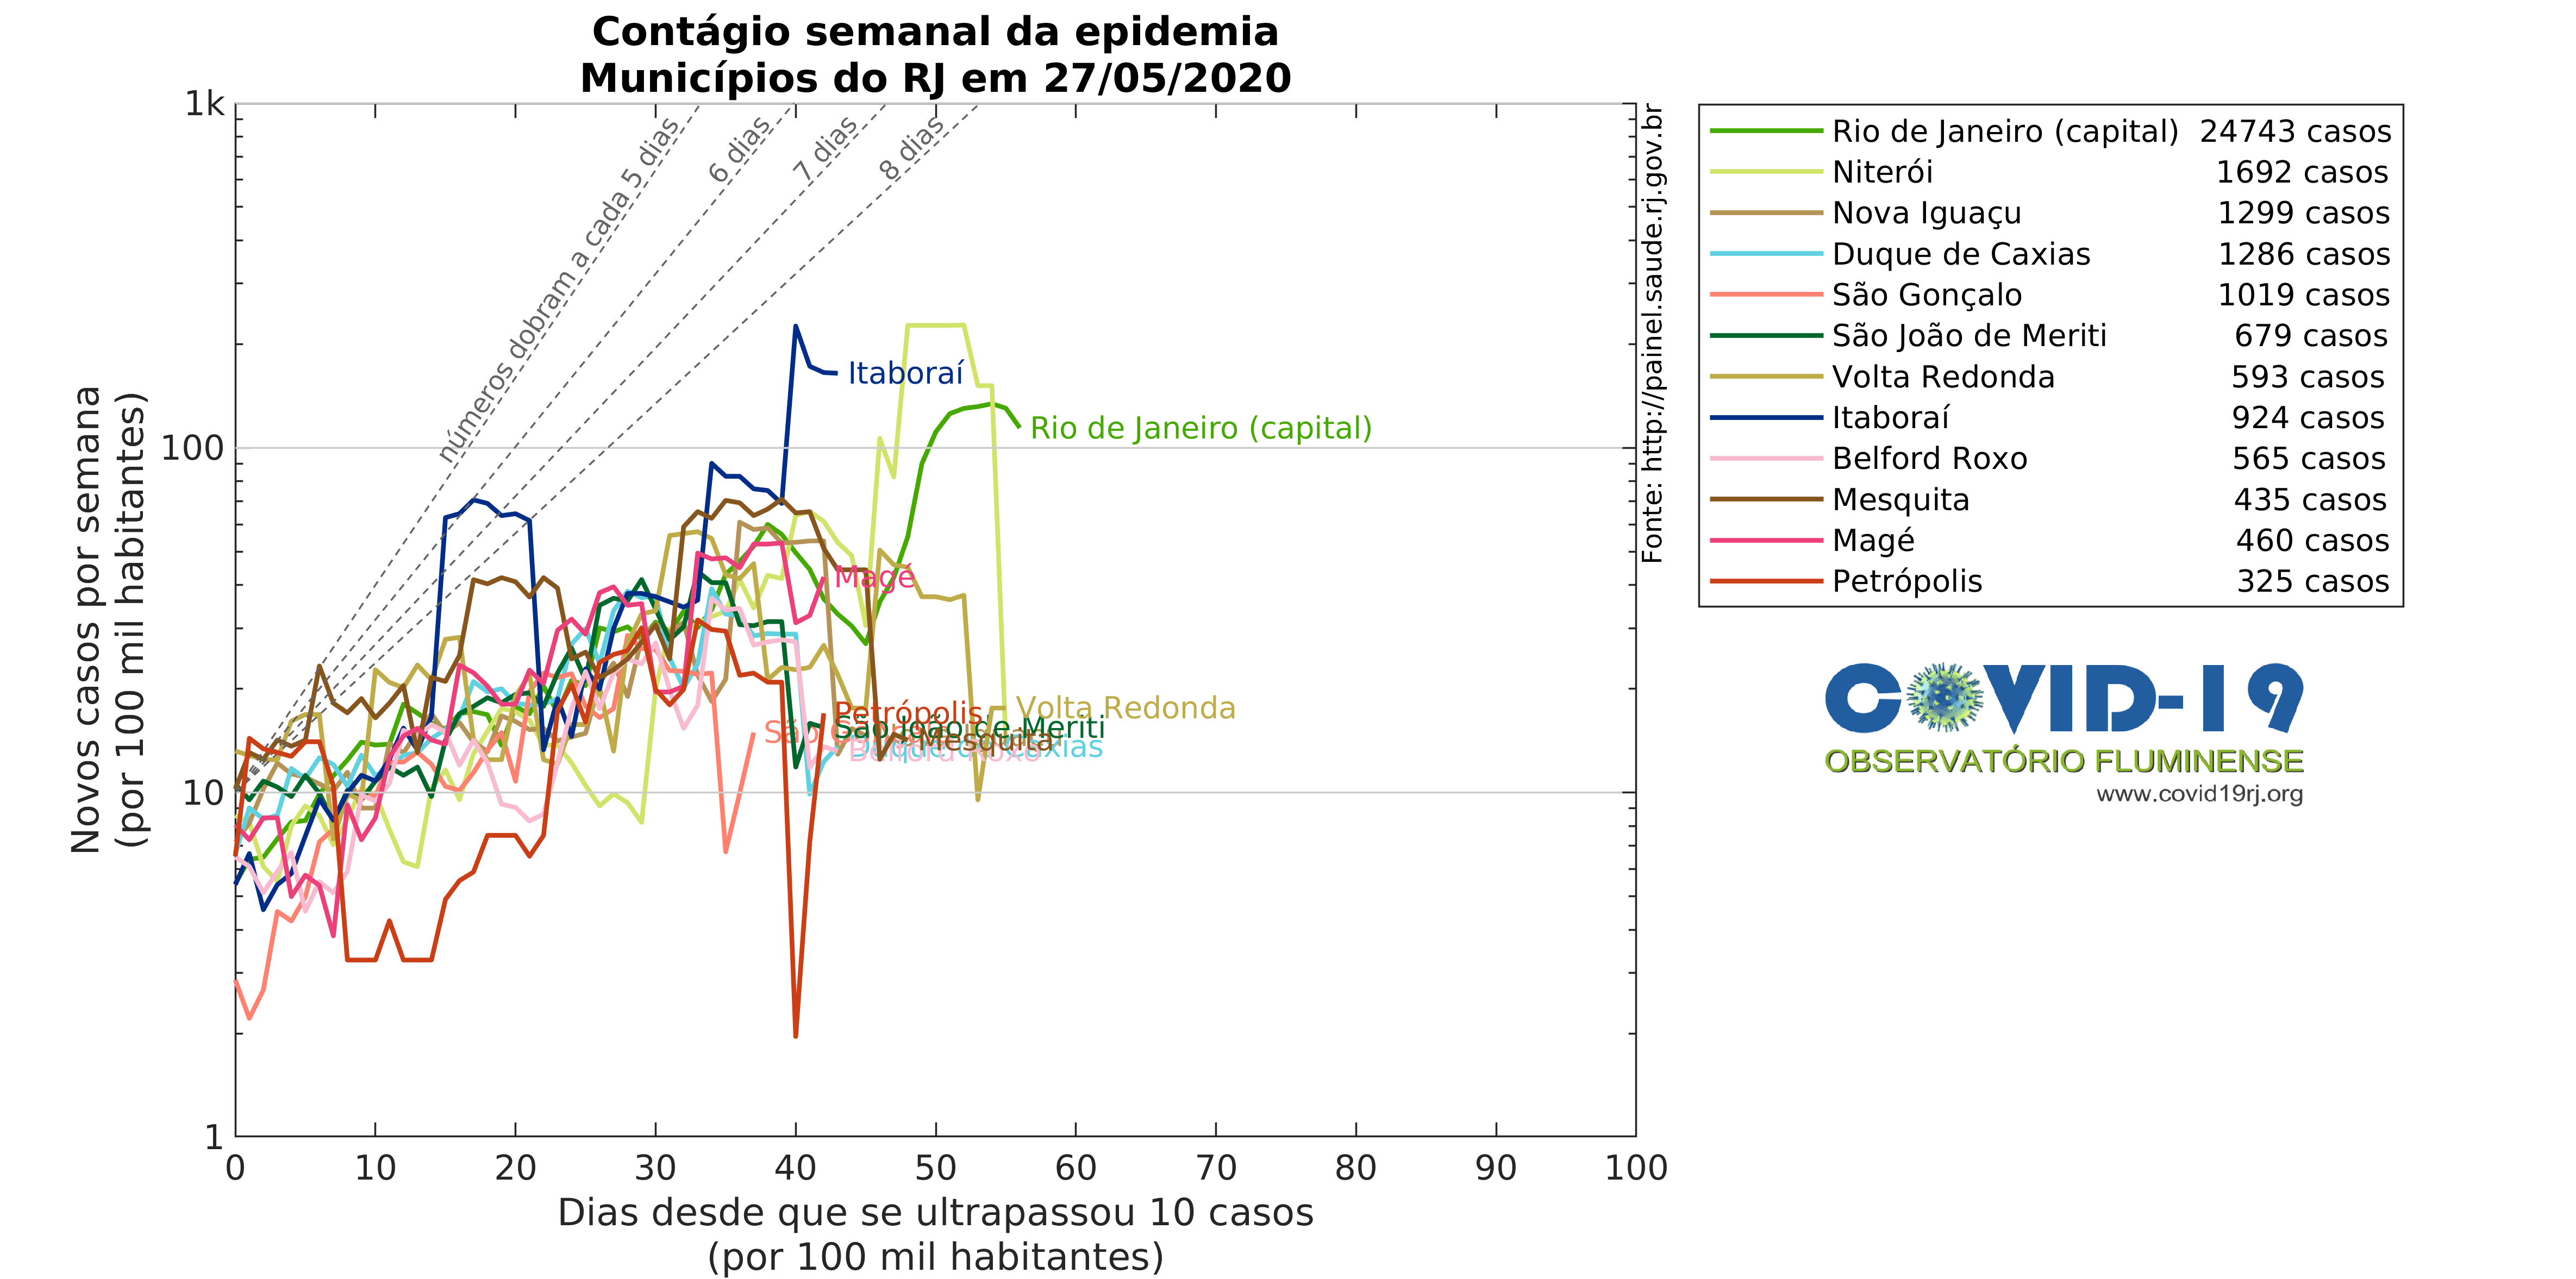 Contágio semanal da epidemia
Municípios do RJ em 27/05/2020
Novos casos por semana
(por 100 mil habitantes)
1k
100
10
1
números dobram a cada 5 dias
6 dias
7 dias
8 dias
Itaboraí
Rio de Janeiro (capital)
Magé
Volta Redonda
Petrópolis
São João de Meriti
Mesquita
Duque de Caxias
Belford Roxo
0 10 20 30 40 50 60 70 80 90 100
Dias desde que se ultrapassou 10 casos
(por 100 mil habitantes)
Fonte: http://painel.saude.rj.gov.br
Rio de Janeiro (capital) 24743 casos
Niterói 1692 casos
Nova Iguaçu 1299 casos
Duque de Caxias 1286 casos
São Gonçalo 1019 casos
São João de Meriti 679 casos
Volta Redonda 593 casos
Itaboraí 924 casos
Belford Roxo 565 casos
Mesquita 435 casos
Magé 460 casos
Petrópolis 325 casos
COVID-19
OBSERVATÓRIO FLUMINENSE
www.covid19rj.org